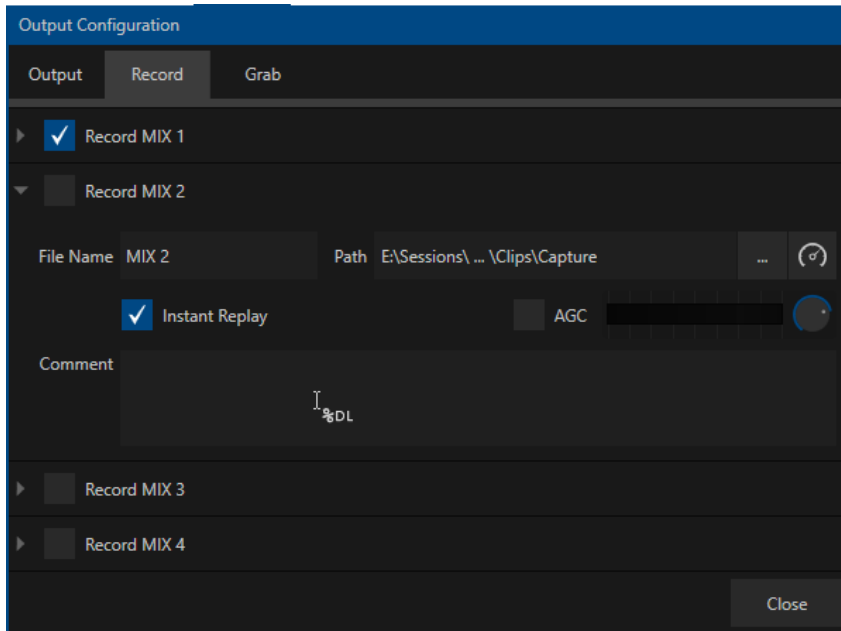 Output Configuration
Output Record Grab
Record MIX 1
Record MIX 2
File Name MIX 2 Path E:\Sessions\ ... \Clips\Capture ...
Instant Replay AGC
Comment
%DL
Record MIX 3
Record MIX 4
Close